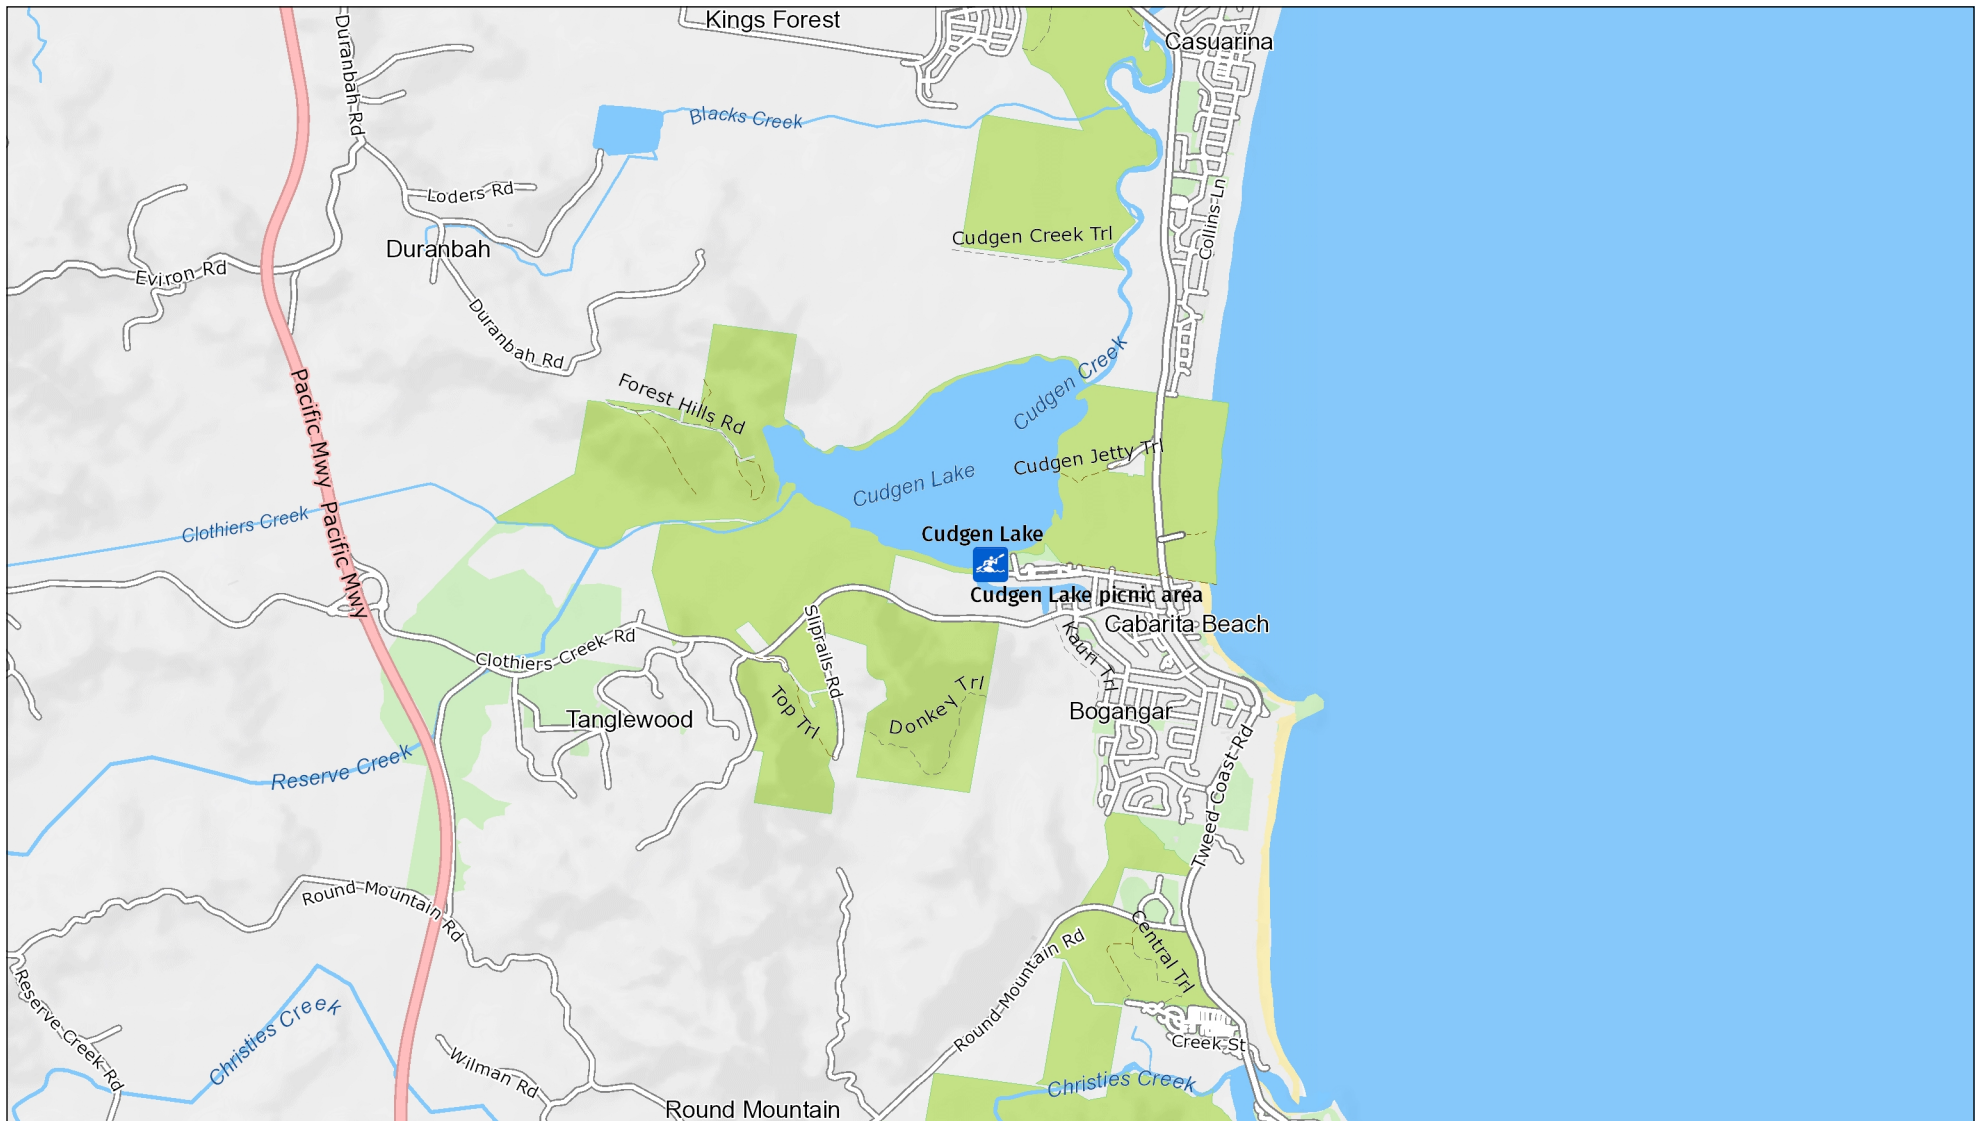 Kings Forest
Casuarina
Duranbah Rd
Blacks Creek
Loders Rd
Collins Ln
Duranbah
Cudgen Creek Trl
Eviron Rd
Duranbah Rd
Cudgen Creek
Forest Hills Rd
Pacific Mwy
Cudgen Jetty Trl
Cudgen Lake
Clothiers Creek
Pacific Mwy
Cudgen Lake
Cudgen Lake picnic area
Cabarita Beach
Clothiers Creek Rd
Sliprails Rd
Kauri Trl
Tanglewood
Top Trl
Donkey Trl
Bogangar
Reserve Creek
Tweed Coast Rd
Round Mountain Rd
Central Trl
Round Mountain Rd
Reserve Creek Rd
Christies Creek
Creek St
Wilman Rd
Christies Creek
Round Mountain